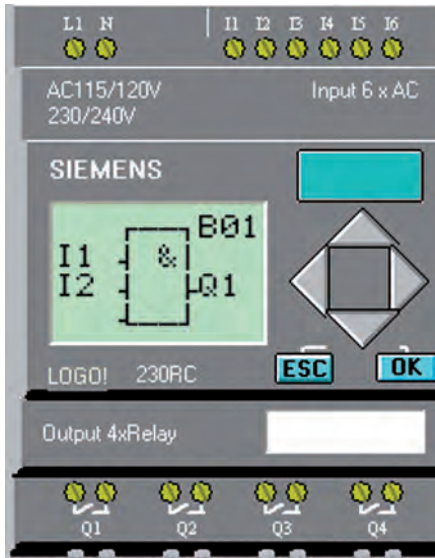 L1 N I1 I2 I3 I4 I5 I6
AC115/120V Input 6 x AC
230/240V
SIEMENS
B01
I1 &
I2 Q1
ESC OK
LOGO! 230RC
Output 4xRelay
Q1 Q2 Q3 Q4